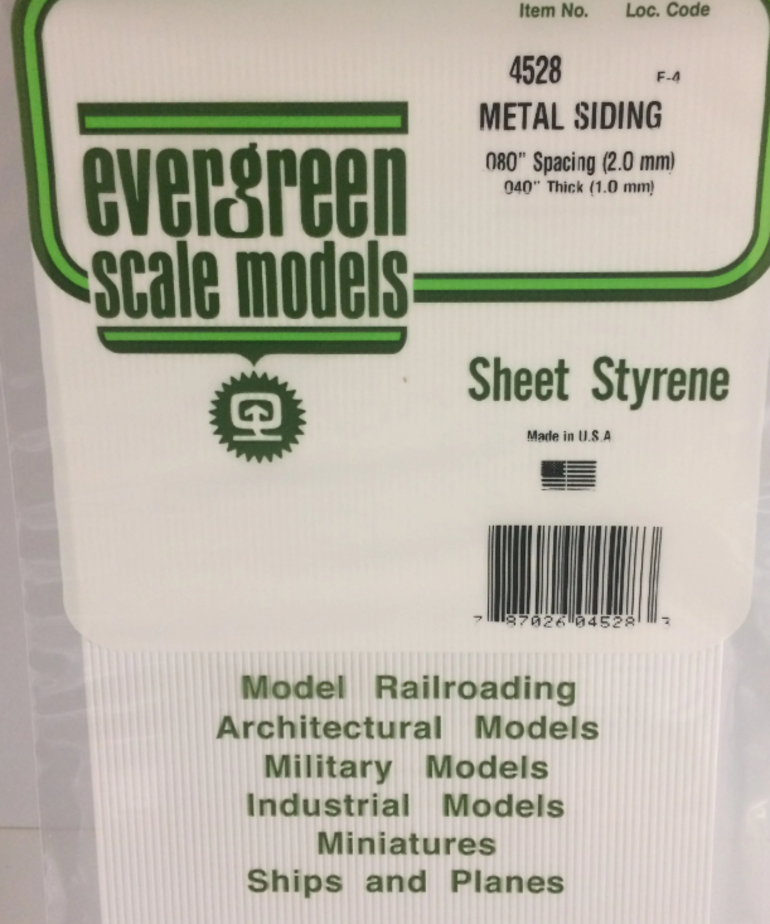 Item No. Loc. Code
4528 F-4
METAL SIDING
.080" Spacing (2.0 mm)
.040" Thick (1.0 mm)
evergreen
scale models
Sheet Styrene
Made in U.S.A
7 87026 04528 3
Model Railroading
Architectural Models
Military Models
Industrial Models
Miniatures
Ships and Planes